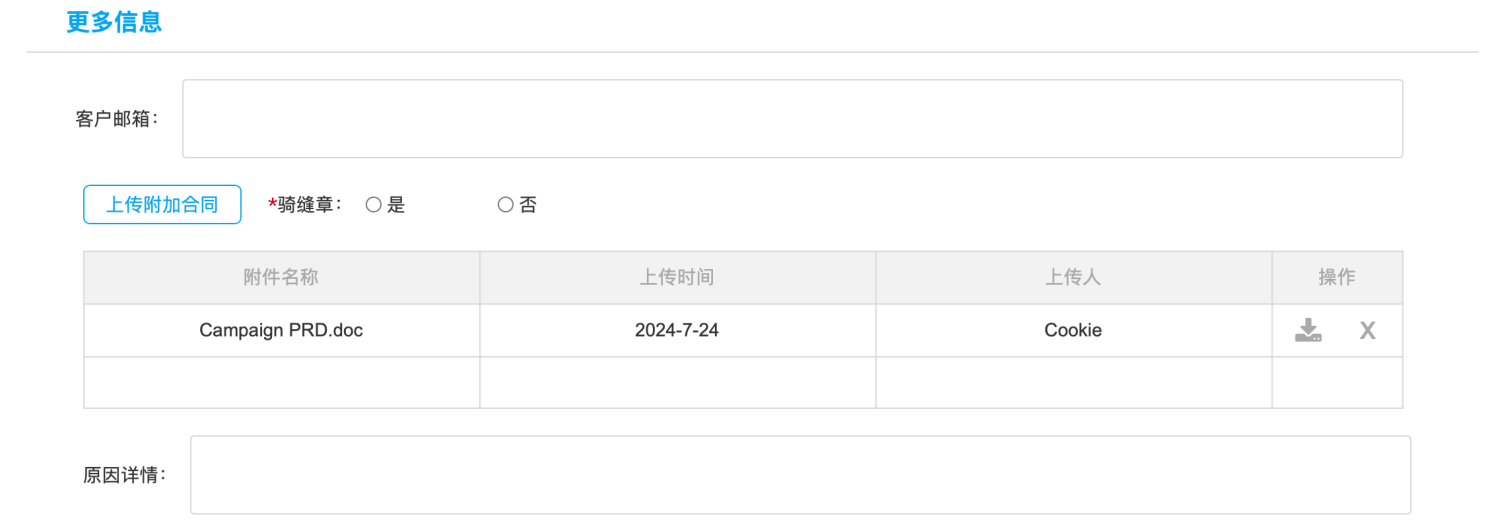 更多信息
客户邮箱：
上传附加合同 *骑缝章： 是 否
附件名称 上传时间 上传人 操作
Campaign PRD.doc 2024-7-24 Cookie X
原因详情：